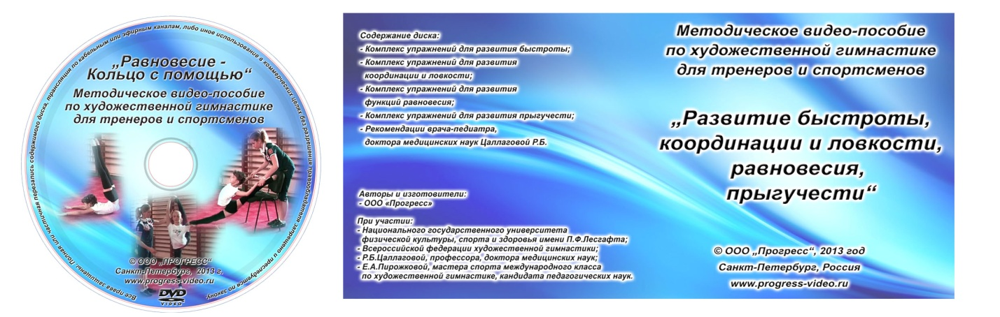 Все права защищены. Полная или частичная перезапись содержимого диска, трансляция по кабельным или эфирным каналам, либо иное использование в коммерческих целях без разрешения правообладателя запрещено и преследуется по закону.
„Равновесие -
Кольцо с помощью“
Методическое видео-пособие
по художественной гимнастике
для тренеров и спортсменов
© ООО „ПРОГРЕСС“
Санкт-Петербург, 2013 г.
www.progress-video.ru
DVD
VIDEO
Содержание диска:
- Комплекс упражнений для развития быстроты;
- Комплекс упражнений для развития
координации и ловкости;
- Комплекс упражнений для развития
функций равновесия;
- Комплекс упражнений для развития прыгучести;
- Рекомендации врача-педиатра,
доктора медицинских наук Цаллаговой Р.Б.
Авторы и изготовители:
- ООО «Прогресс»
При участии:
- Национального государственного университета
физической культуры, спорта и здоровья имени П.Ф.Лесгафта;
- Всероссийской федерации художественной гимнастики;
- Р.Б.Цаллаговой, профессора, доктора медицинских наук;
- Е.А.Пирожковой, мастера спорта международного класса
по художественной гимнастике, кандидата педагогических наук.
Методическое видео-пособие
по художественной гимнастике
для тренеров и спортсменов
„Развитие быстроты,
координации и ловкости,
равновесия,
прыгучести“
© ООО „Прогресс“, 2013 год
Санкт-Петербург, Россия
www.progress-video.ru